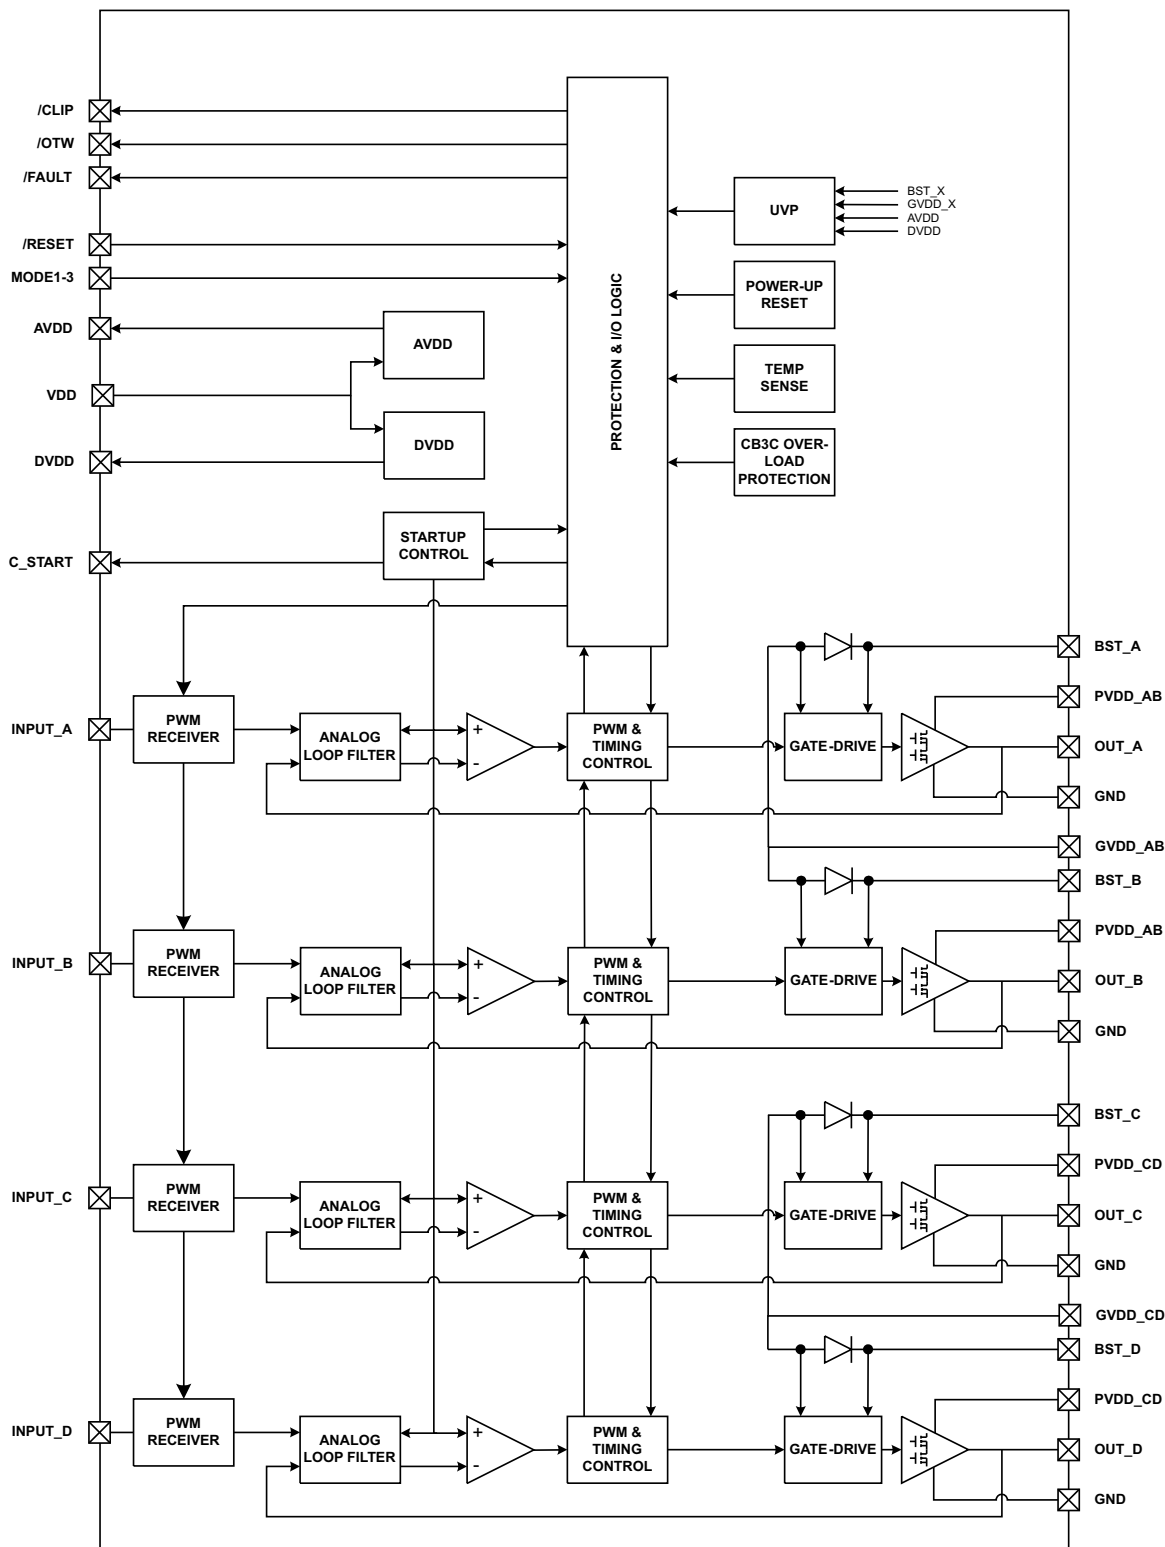 /CLIP
/OTW
/FAULT
/RESET
MODE1-3
AVDD
VDD
DVDD
C_START
AVDD
DVDD
STARTUP
CONTROL
PROTECTION & I/O LOGIC
UVP
BST_X
GVDD_X
AVDD
DVDD
POWER-UP
RESET
TEMP
SENSE
CB3C OVER-
LOAD
PROTECTION
INPUT_A
PWM
RECEIVER
ANALOG
LOOP FILTER
+
-
PWM &
TIMING
CONTROL
GATE-DRIVE
BST_A
PVDD_AB
OUT_A
GND
GVDD_AB
INPUT_B
PWM
RECEIVER
ANALOG
LOOP FILTER
+
-
PWM &
TIMING
CONTROL
GATE-DRIVE
BST_B
PVDD_AB
OUT_B
GND
INPUT_C
PWM
RECEIVER
ANALOG
LOOP FILTER
+
-
PWM &
TIMING
CONTROL
GATE-DRIVE
BST_C
PVDD_CD
OUT_C
GND
GVDD_CD
INPUT_D
PWM
RECEIVER
ANALOG
LOOP FILTER
+
-
PWM &
TIMING
CONTROL
GATE-DRIVE
BST_D
PVDD_CD
OUT_D
GND